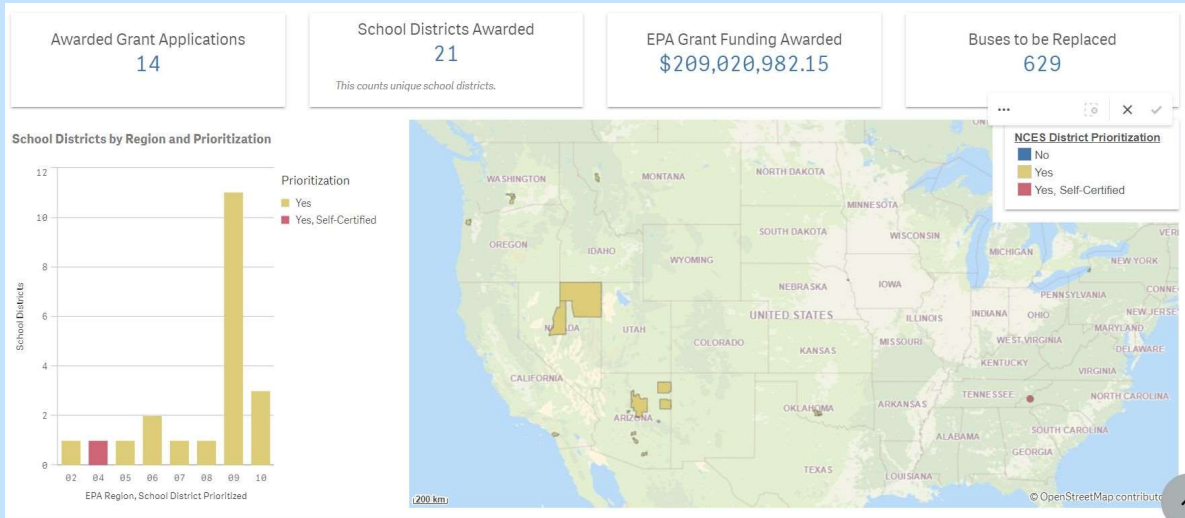 Awarded Grant Applications
14
School Districts Awarded
21
This counts unique school districts.
EPA Grant Funding Awarded
$209,020,982.15
Buses to be Replaced
629
School Districts by Region and Prioritization
12
10
8
6
4
2
0
School Districts
02 04 05 06 07 08 09 10
EPA Region, School District Prioritized
Prioritization
Yes
Yes, Self-Certified
...
NCES District Prioritization
No
Yes
Yes, Self-Certified
WASHINGTON
MONTANA
NORTH DAKOTA
MINNESOTA
OREGON
IDAHO
SOUTH DAKOTA
WISCONSIN
MICHIGAN
WYOMING
NEW YORK
NEBRASKA
IOWA
PENNSYLVANIA
CONNE
UNITED STATES
ILLINOIS
INDIANA
OHIO
NEW JERSE
UTAH
COLORADO
MISSOURI
WEST VIRGINIA
MARYLAND
DELAWARE
KANSAS
KENTUCKY
VIRGINIA
CALIFORNIA
OKLAHOMA
ARKANSAS
TENNESSEE
NORTH CAROLINA
ARIZONA
ALABAMA
SOUTH CAROLINA
GEORGIA
TEXAS
LOUISIANA
200 km
© OpenStreetMap contributo